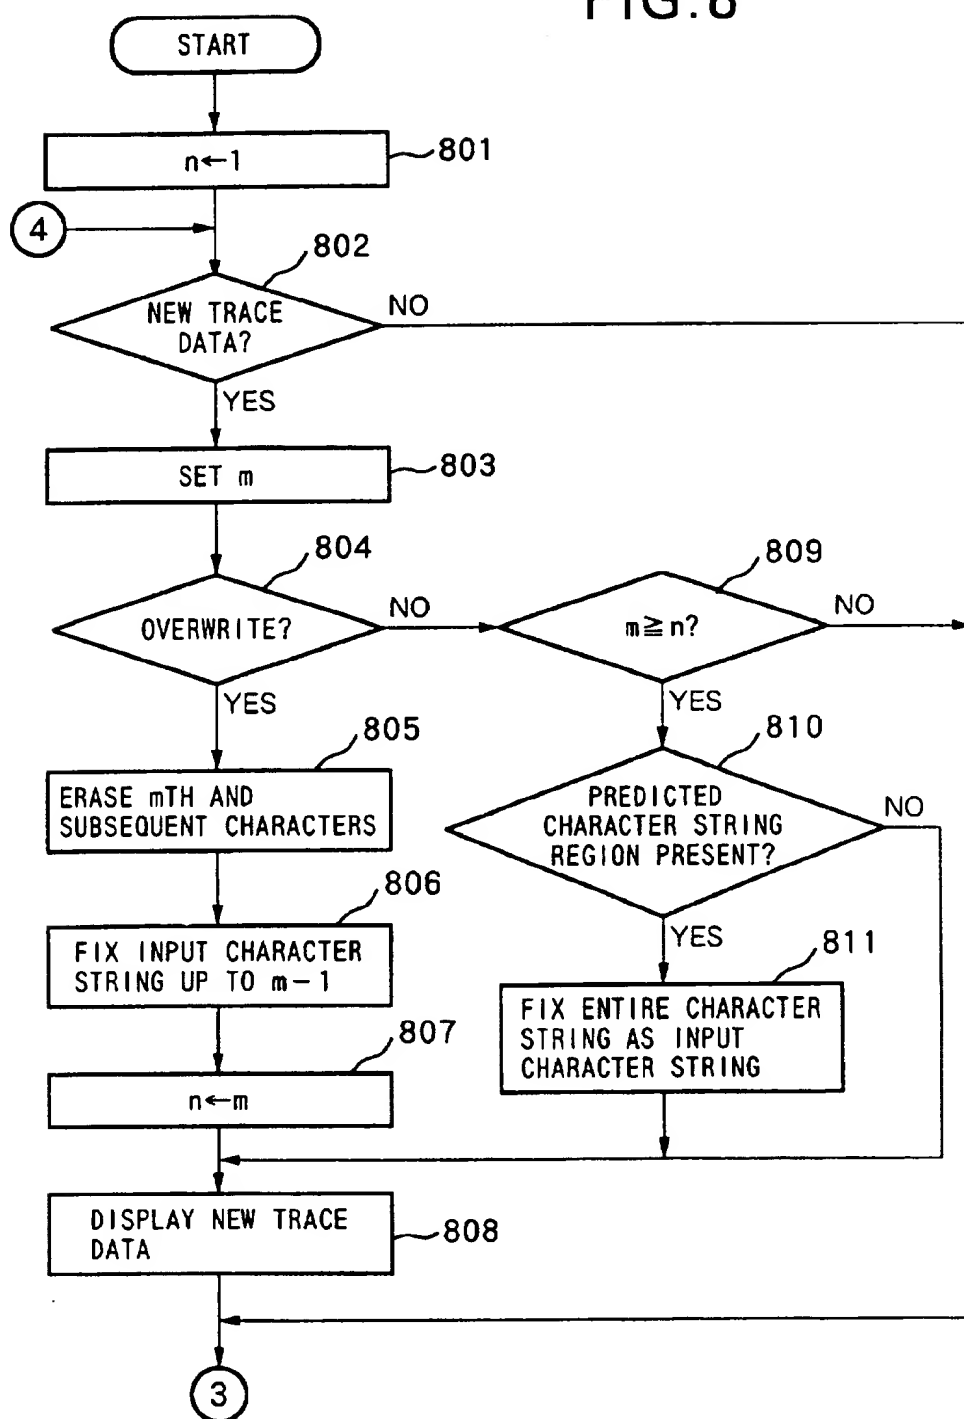 FIG.8
START
n←1
801
4
802
NEW TRACE
DATA?
NO
YES
SET m
803
804
OVERWRITE?
NO
809
m≧n?
NO
YES
YES
805
ERASE mTH AND
SUBSEQUENT CHARACTERS
810
PREDICTED
CHARACTER STRING
REGION PRESENT?
NO
806
FIX INPUT CHARACTER
STRING UP TO m-1
YES
811
FIX ENTIRE CHARACTER
STRING AS INPUT
CHARACTER STRING
807
n←m
DISPLAY NEW TRACE
DATA
808
3